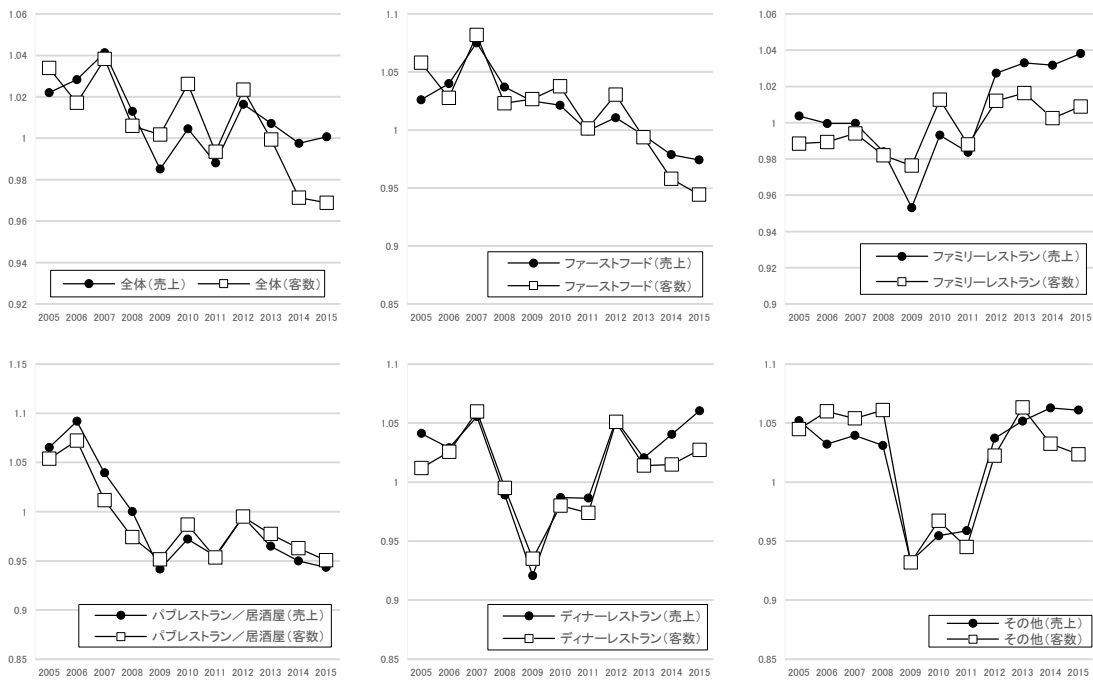 1.06
1.04
1.02
1
0.98
0.96
0.94
0.92
全体(売上) 全体(客数)
2005 2006 2007 2008 2009 2010 2011 2012 2013 2014 2015
1.1
1.05
1
0.95
0.9
0.85
ファーストフード(売上)
ファーストフード(客数)
2005 2006 2007 2008 2009 2010 2011 2012 2013 2014 2015
1.06
1.04
1.02
1
0.98
0.96
0.94
0.92
0.9
ファミリーレストラン(売上)
ファミリーレストラン(客数)
2005 2006 2007 2008 2009 2010 2011 2012 2013 2014 2015
1.15
1.1
1.05
1
0.95
0.9
0.85
パブレストラン/居酒屋(売上)
パブレストラン/居酒屋(客数)
2005 2006 2007 2008 2009 2010 2011 2012 2013 2014 2015
1.1
1.05
1
0.95
0.9
0.85
ディナーレストラン(売上)
ディナーレストラン(客数)
2005 2006 2007 2008 2009 2010 2011 2012 2013 2014 2015
1.1
1.05
1
0.95
0.9
0.85
その他(売上)
その他(客数)
2005 2006 2007 2008 2009 2010 2011 2012 2013 2014 2015